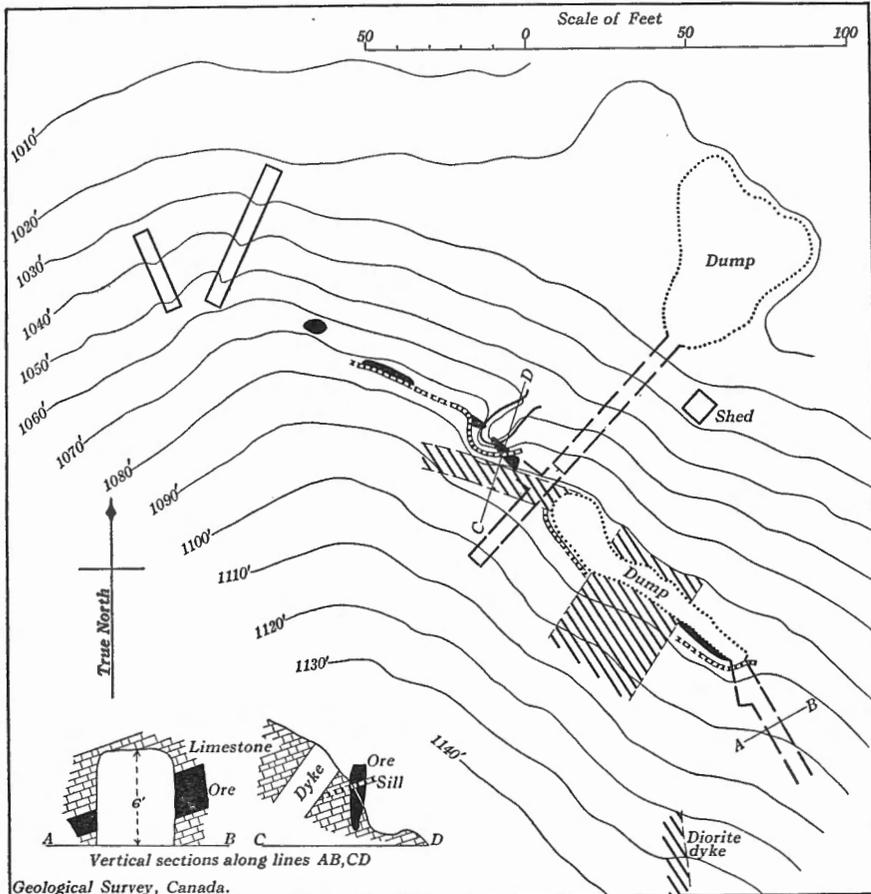 Scale of Feet
50 0 50 100
1010'
1020'
1030'
1040'
1050'
1060'
1070'
1080'
1090'
1100'
1110'
1120'
1130'
1140'
Dump
Shed
D
C
Dump
True North
A B
Limestone
Ore
6'
A B
Dyke
Ore
Sill
C D
Diorite
dyke
Vertical sections along lines AB,CD
Geological Survey, Canada.